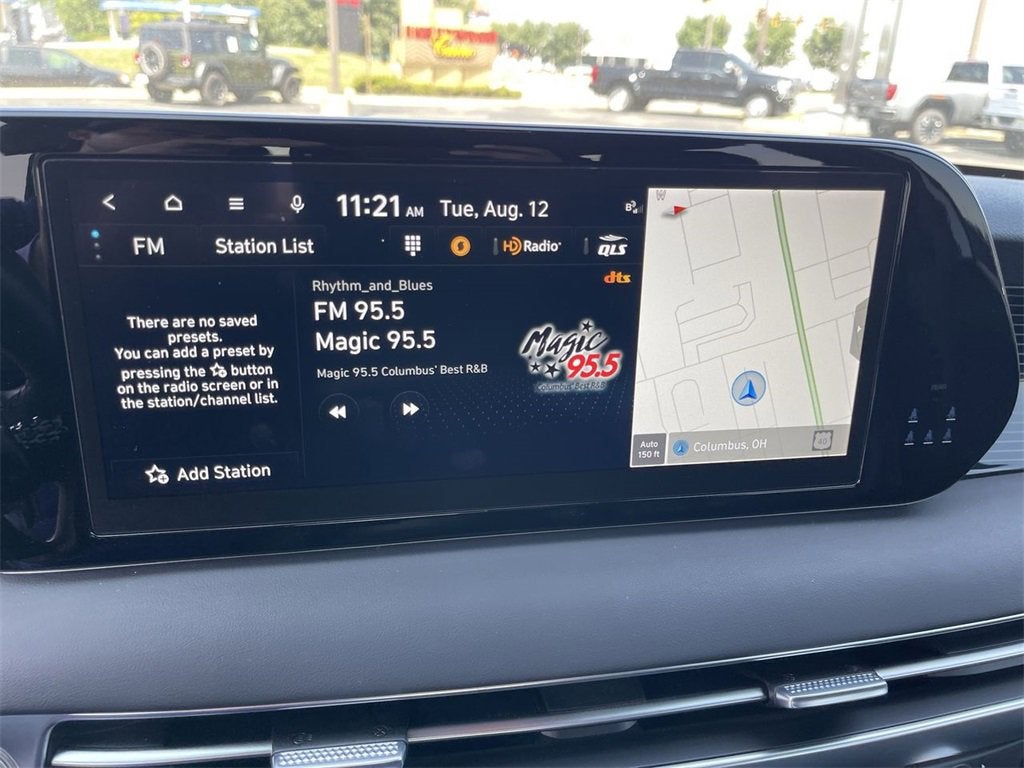 11:21 AM Tue, Aug. 12
FM Station List
HD Radio
QLS
dts
There are no saved
presets.
You can add a preset by
pressing the button
on the radio screen or in
the station/channel list.
Add Station
Rhythm_and_Blues
FM 95.5
Magic 95.5
Magic 95.5 Columbus' Best R&B
Magic
95.5
Columbus' Best R&B
W
Auto
150 ft
Columbus, OH
40